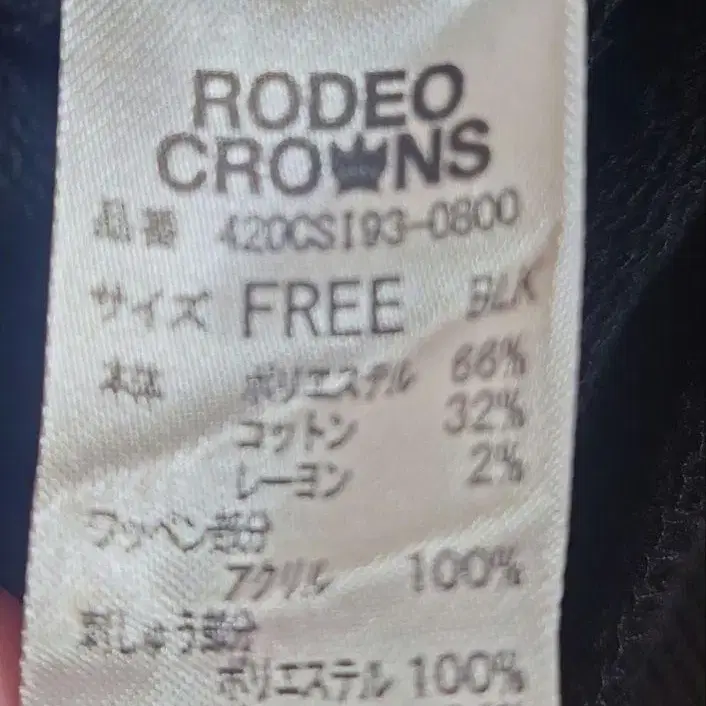 RODEO
CROWNS
品番 420CSI93-0800
サイズ FREE BLK
本体 ポリエステル 66%
コットン 32%
レーヨン 2%
ワッペン部分
アクリル 100%
刺しゅう部分
ポリエステル 100%